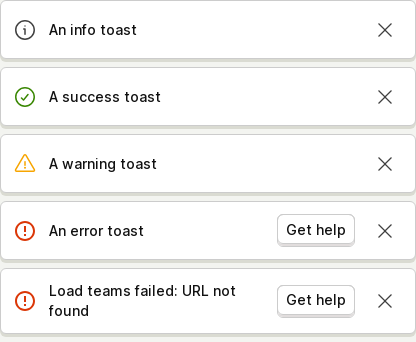 An info toast
A success toast
A warning toast
An error toast
Get help
Load teams failed: URL not
found
Get help